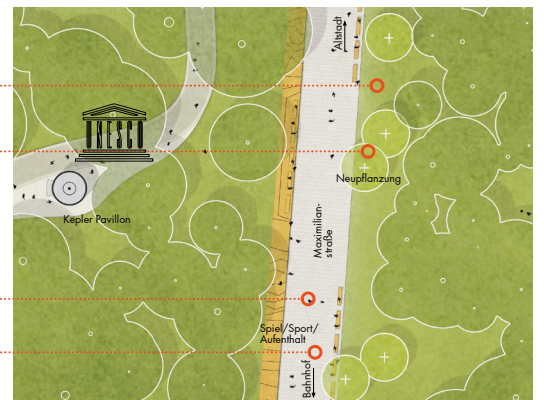 Altstadt
UNESCO
Neupflanzung
Kepler Pavillon
Maximilian-
straße
Spiel/Sport/
Aufenthalt
Bahnhof